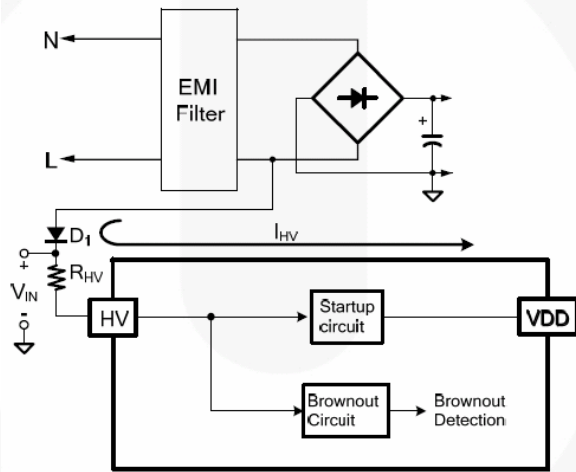 N
EMI
Filter
+
L
D1
IHV
+
RHV
VIN
-
HV
Startup
circuit
VDD
Brownout
Circuit
Brownout
Detection